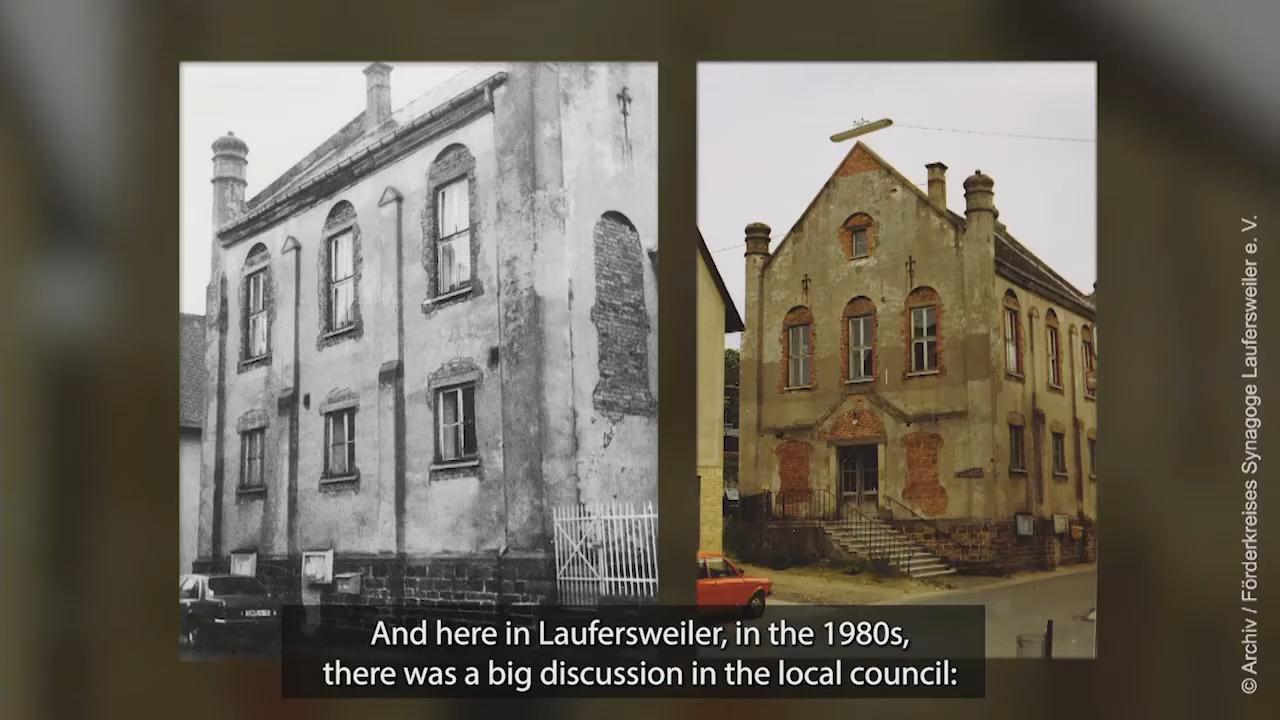 And here in Laufersweiler, in the 1980s,
there was a big discussion in the local council:
© Archiv / Förderkreises Synagoge Laufersweiler e. V.